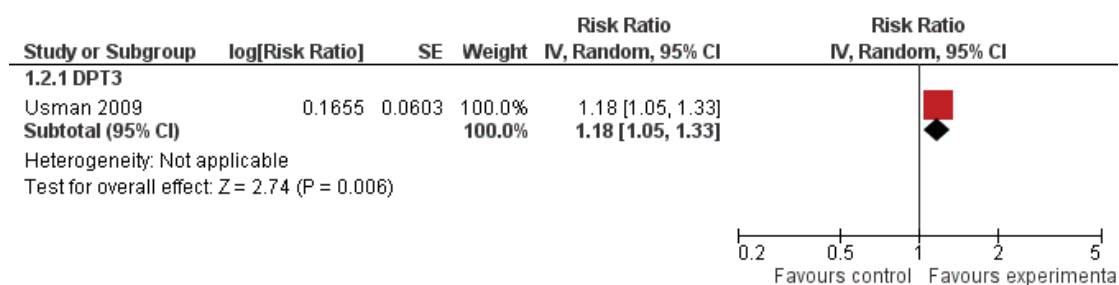 Risk Ratio Risk Ratio
Study or Subgroup log[Risk Ratio] SE Weight IV, Random, 95% CI IV, Random, 95% CI
1.2.1 DPT3
Usman 2009 0.1655 0.0603 100.0% 1.18 [1.05, 1.33]
Subtotal (95% CI) 100.0% 1.18 [1.05, 1.33]
Heterogeneity: Not applicable
Test for overall effect: Z = 2.74 (P = 0.006)
0.2 0.5 1 2 5
Favours control Favours experimenta